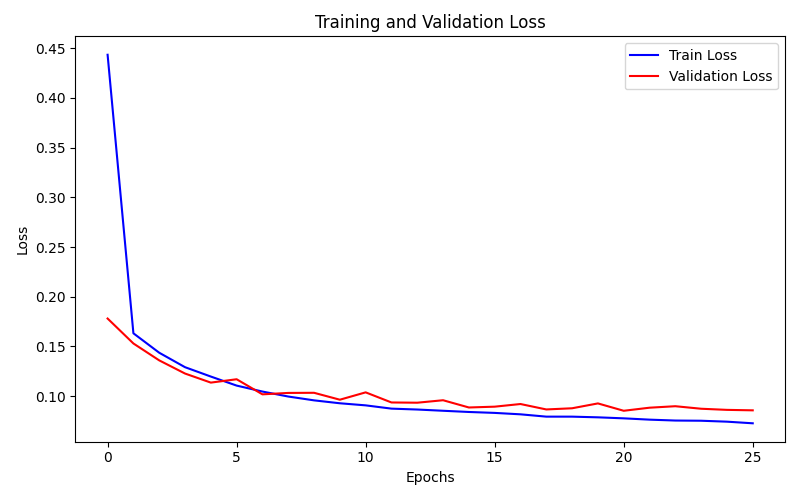 Training and Validation Loss
Train Loss
Validation Loss
0.45
0.40
0.35
0.30
0.25
0.20
0.15
0.10
Loss
0 5 10 15 20 25
Epochs